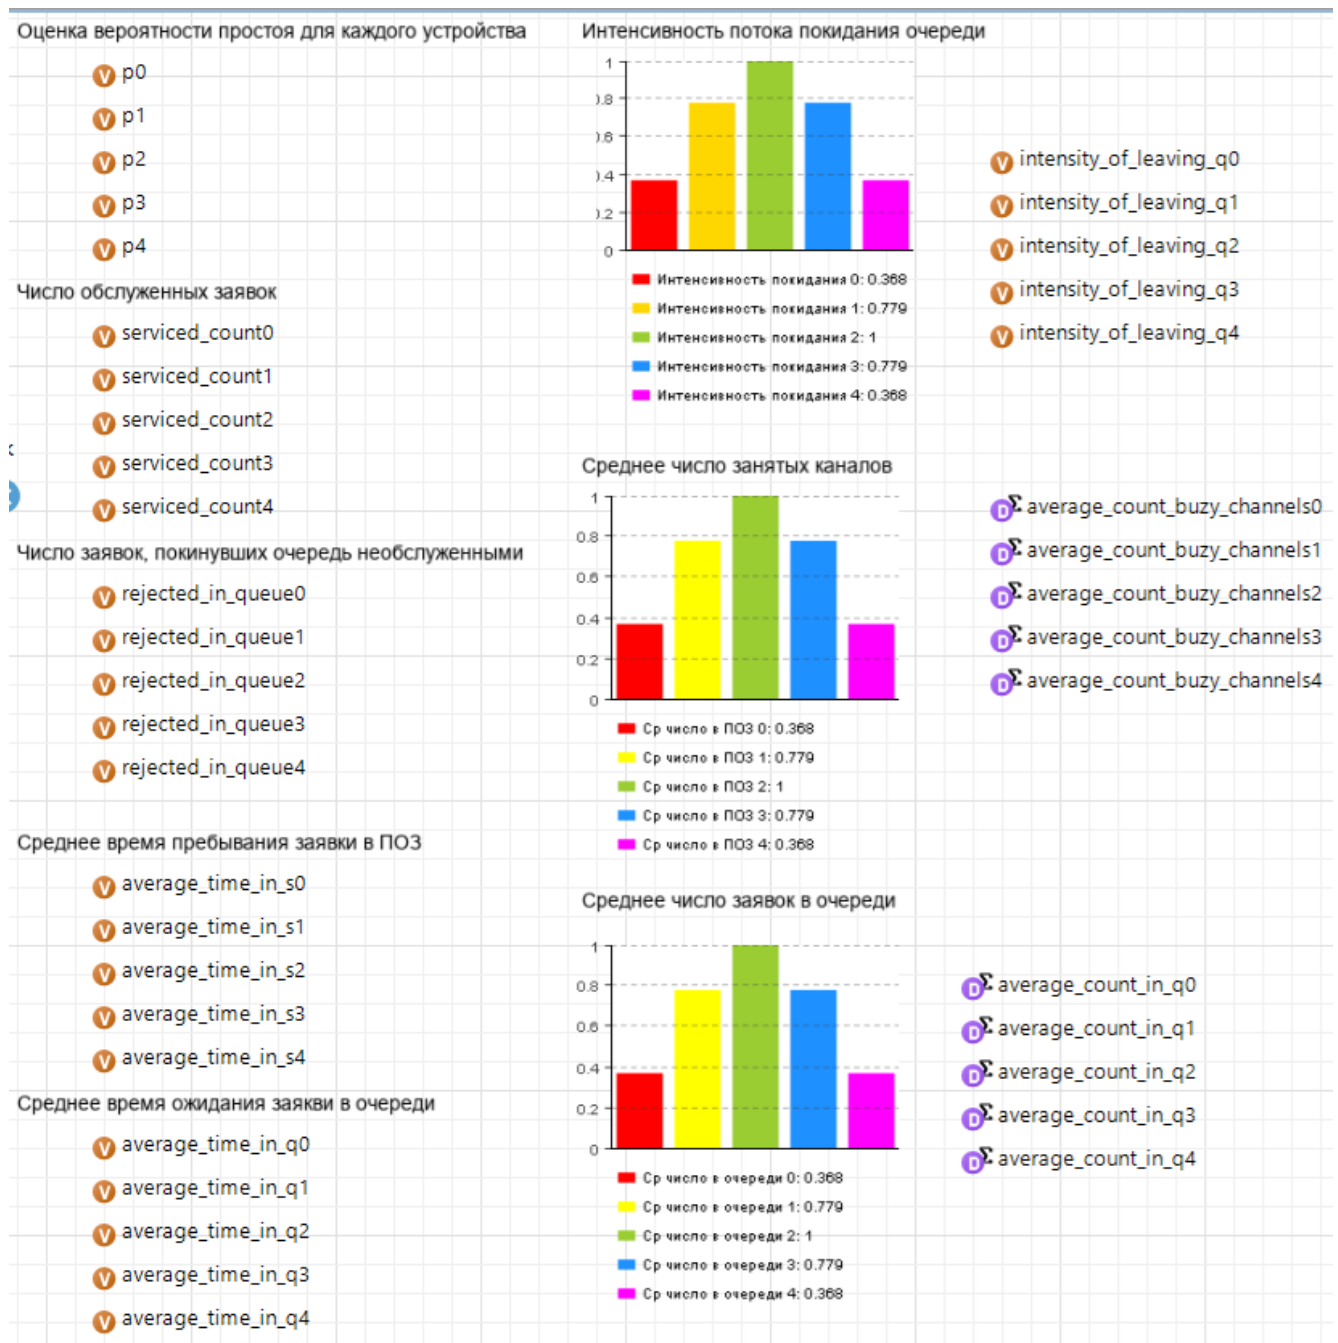 Оценка вероятности простоя для каждого устройства
p0
p1
p2
p3
p4
Число обслуженных заявок
serviced_count0
serviced_count1
serviced_count2
serviced_count3
serviced_count4
Число заявок, покинувших очередь необслуженными
rejected_in_queue0
rejected_in_queue1
rejected_in_queue2
rejected_in_queue3
rejected_in_queue4
Среднее время пребывания заявки в ПОЗ
average_time_in_s0
average_time_in_s1
average_time_in_s2
average_time_in_s3
average_time_in_s4
Среднее время ожидания заякви в очереди
average_time_in_q0
average_time_in_q1
average_time_in_q2
average_time_in_q3
average_time_in_q4
Интенсивность потока покидания очереди
1
0.8
0.6
0.4
0.2
0
Интенсивность покидания 0: 0.368
Интенсивность покидания 1: 0.779
Интенсивность покидания 2: 1
Интенсивность покидания 3: 0.779
Интенсивность покидания 4: 0.368
intensity_of_leaving_q0
intensity_of_leaving_q1
intensity_of_leaving_q2
intensity_of_leaving_q3
intensity_of_leaving_q4
Среднее число занятых каналов
1
0.8
0.6
0.4
0.2
0
Ср число в ПОЗ 0: 0.368
Ср число в ПОЗ 1: 0.779
Ср число в ПОЗ 2: 1
Ср число в ПОЗ 3: 0.779
Ср число в ПОЗ 4: 0.368
average_count_buzy_channels0
average_count_buzy_channels1
average_count_buzy_channels2
average_count_buzy_channels3
average_count_buzy_channels4
Среднее число заявок в очереди
1
0.8
0.6
0.4
0.2
0
Ср число в очереди 0: 0.368
Ср число в очереди 1: 0.779
Ср число в очереди 2: 1
Ср число в очереди 3: 0.779
Ср число в очереди 4: 0.368
average_count_in_q0
average_count_in_q1
average_count_in_q2
average_count_in_q3
average_count_in_q4